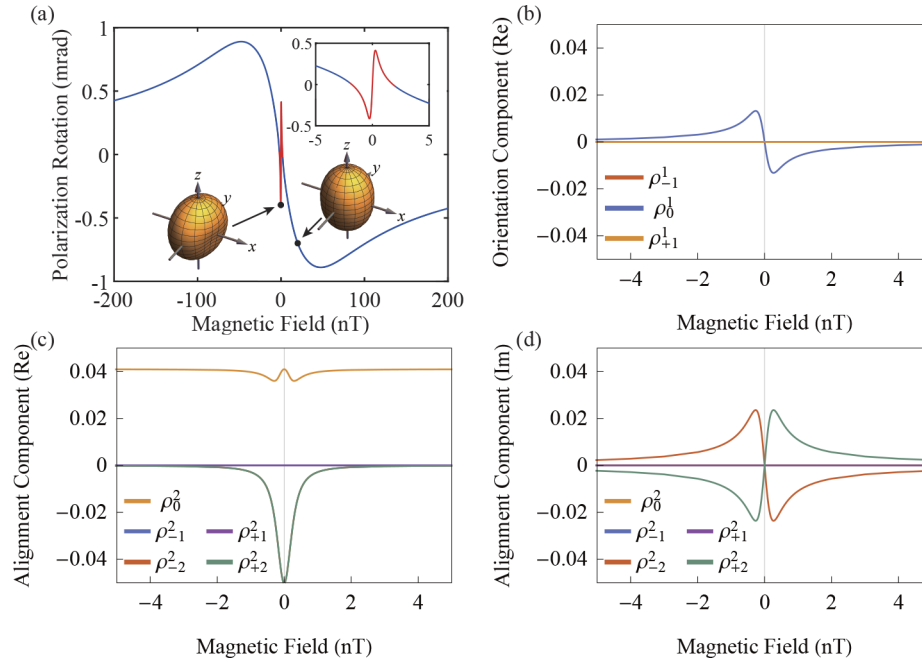 (a)
Polarization Rotation (mrad)
1
0.5
0
-0.5
-1
-200
-100
0
100
200
Magnetic Field (nT)
0.5
0
-0.5
-5
0
5
z
y
x
z
y
x
(b)
Orientation Component (Re)
0.04
0.02
0
−0.02
−0.04
ρ¹₋₁
ρ¹₀
ρ¹₊₁
−4
−2
0
2
4
Magnetic Field (nT)
(c)
Alignment Component (Re)
0.04
0.02
0
−0.02
−0.04
ρ²₀
ρ²₋₁ ρ²₊₁
ρ²₋₂ ρ²₊₂
−4
−2
0
2
4
Magnetic Field (nT)
(d)
Alignment Component (Im)
0.04
0.02
0
−0.02
−0.04
ρ²₀
ρ²₋₁ ρ²₊₁
ρ²₋₂ ρ²₊₂
−4
−2
0
2
4
Magnetic Field (nT)